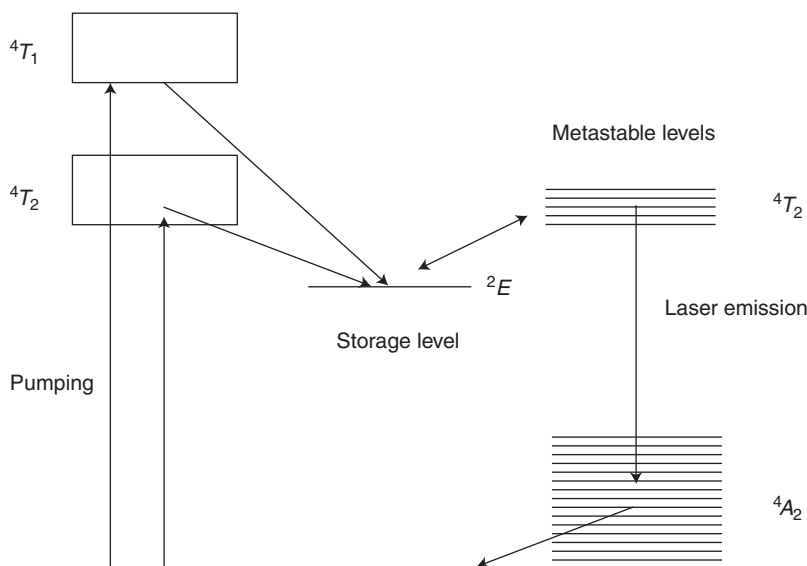 ⁴T₁
Metastable levels
⁴T₂
⁴T₂
²E
Laser emission
Storage level
Pumping
⁴A₂